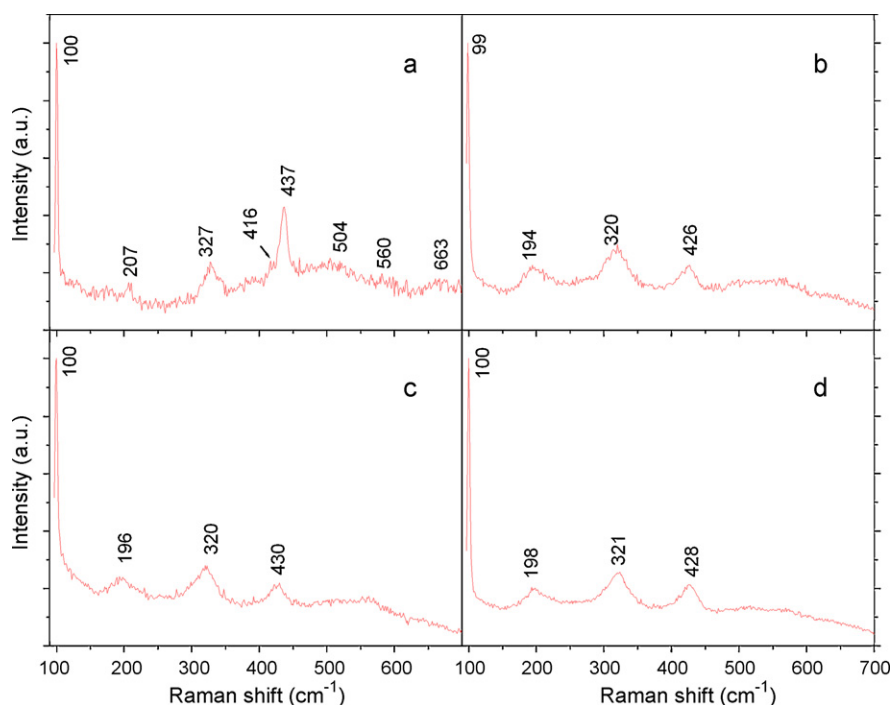 Intensity (a.u.)
100
207
327
416
437
504
560
663
a
99
194
320
426
b
Intensity (a.u.)
100
196
320
430
c
100
198
321
428
d
100 200 300 400 500 600
100 200 300 400 500 600 700
Raman shift (cm⁻¹)
Raman shift (cm⁻¹)